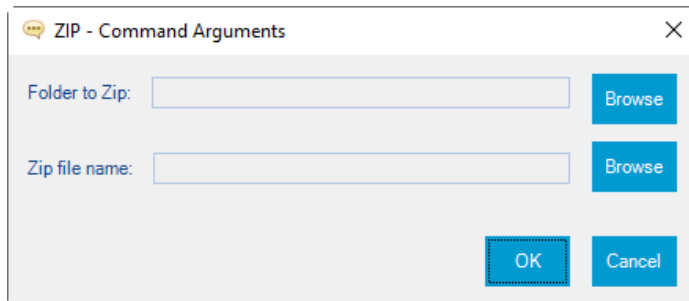 ZIP - Command Arguments
Folder to Zip: Browse
Zip file name: Browse
OK Cancel